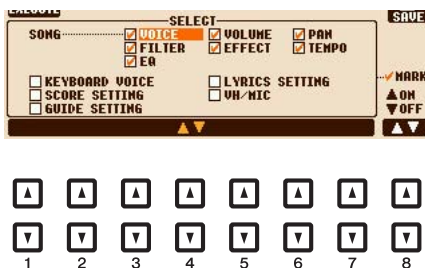 EXECUTE
SELECT
SAVE
SONG VOICE VOLUME PAN
FILTER EFFECT TEMPO
EQ
KEYBOARD VOICE LYRICS SETTING
SCORE SETTING VH/MIC
GUIDE SETTING
MARK
▲ON
▼OFF
1 2 3 4 5 6 7 8